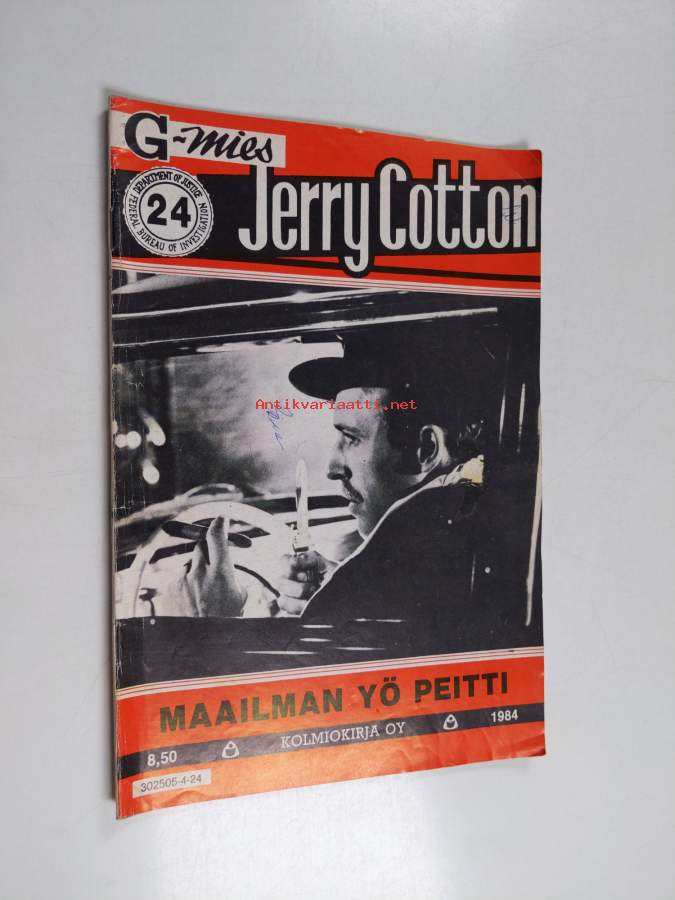 G-mies
Jerry Cotton
DEPARTMENT OF JUSTICE
24
FEDERAL BUREAU OF INVESTIGATION
Antikvariaatti.net
MAAILMAN YÖ PEITTI
8,50 KOLMIOKIRJA OY 1984
302505-4-24